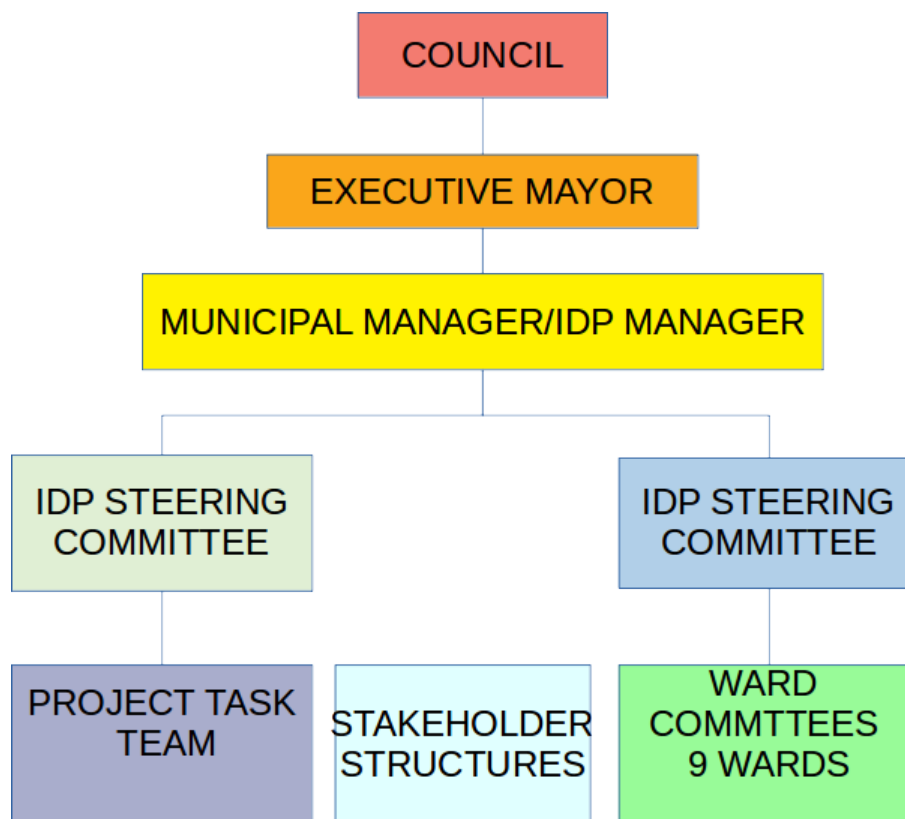 COUNCIL
EXECUTIVE MAYOR
MUNICIPAL MANAGER/IDP MANAGER
IDP STEERING
COMMITTEE
IDP STEERING
COMMITTEE
PROJECT TASK
TEAM
STAKEHOLDER
STRUCTURES
WARD
COMMTTEES
9 WARDS